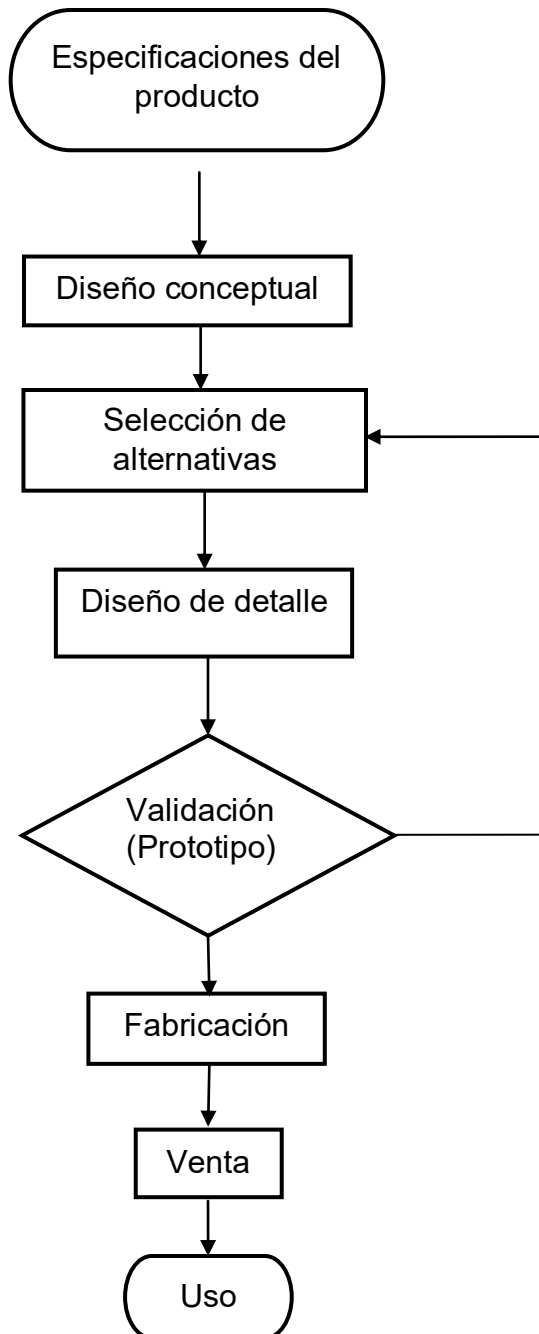 Especificaciones del
producto
Diseño conceptual
Selección de
alternativas
Diseño de detalle
Validación
(Prototipo)
Fabricación
Venta
Uso